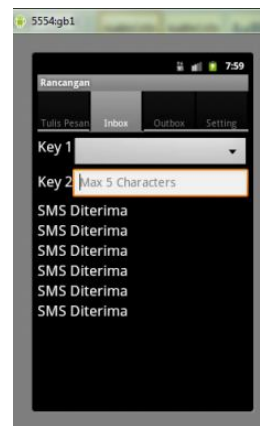 5554:gb1
7:59
Rancangan
Tulis Pesan Inbox Outbox Setting
Key 1
Key 2 Max 5 Characters
SMS Diterima
SMS Diterima
SMS Diterima
SMS Diterima
SMS Diterima
SMS Diterima